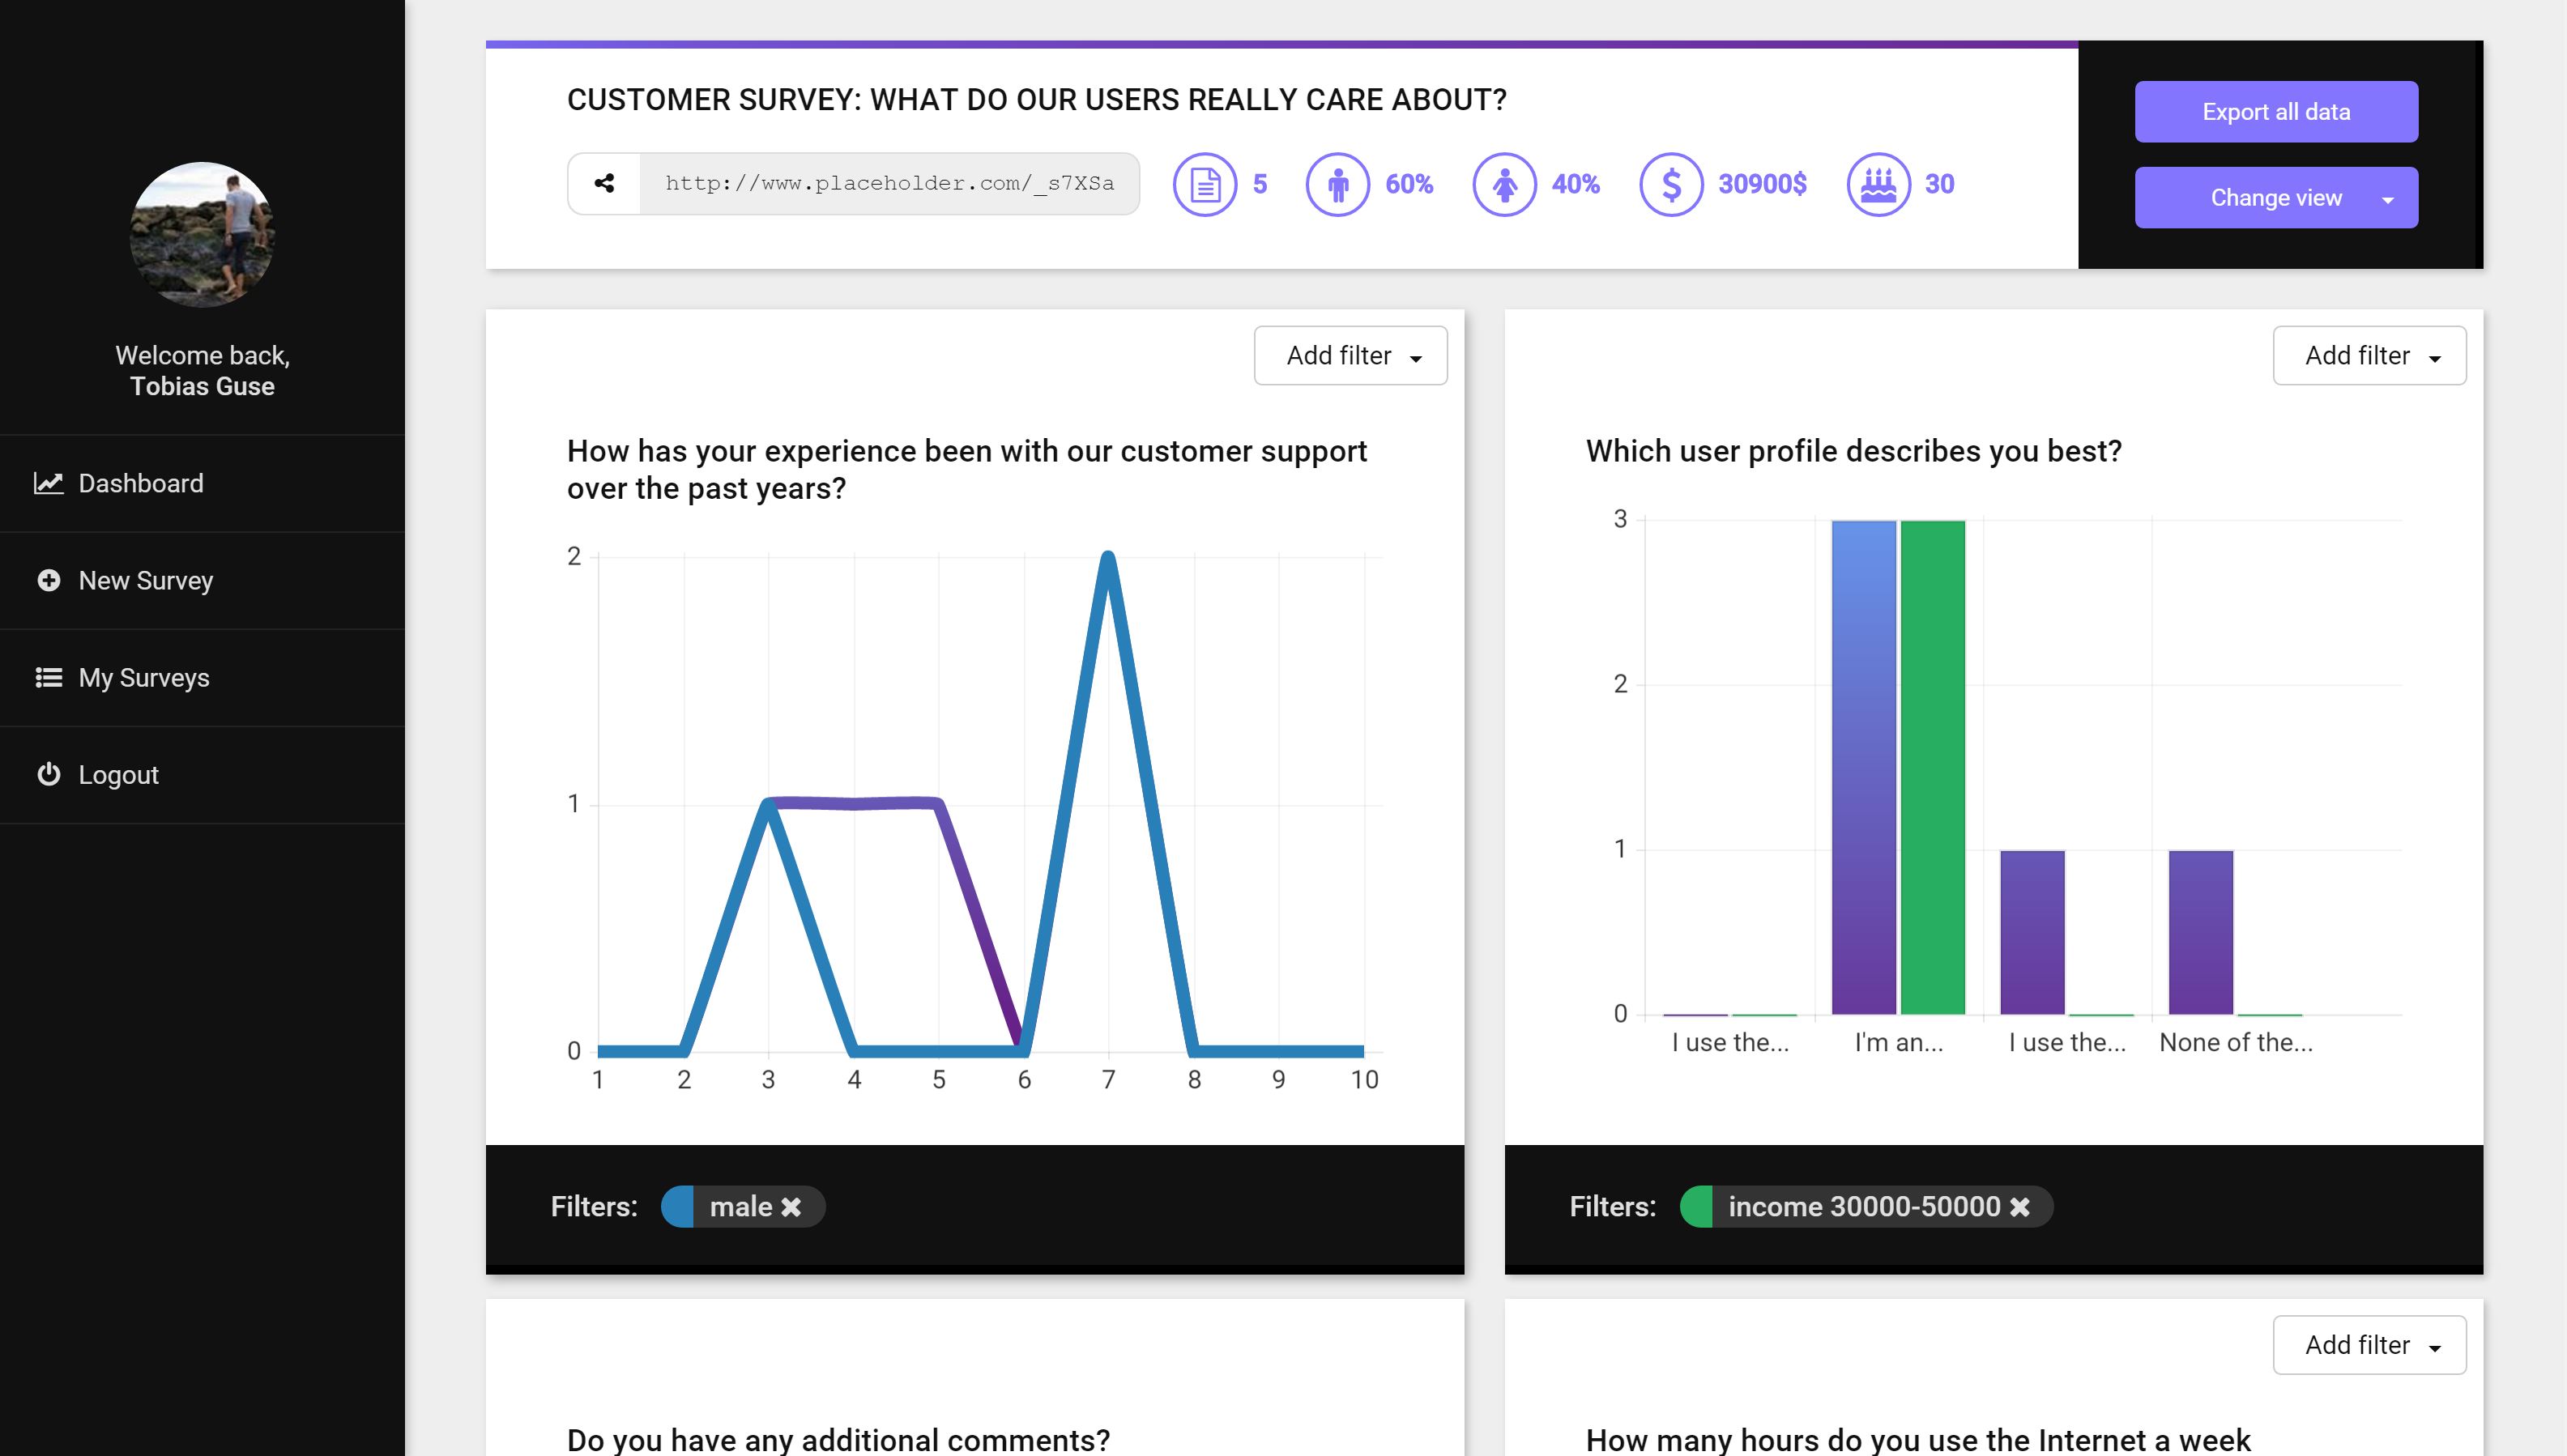 Welcome back,
Tobias Guse
Dashboard
New Survey
My Surveys
Logout
CUSTOMER SURVEY: WHAT DO OUR USERS REALLY CARE ABOUT?
http://www.placeholder.com/_s7XSa
5
60%
40%
30900$
30
Export all data
Change view
Add filter
How has your experience been with our customer support
over the past years?
2
1
0
1 2 3 4 5 6 7 8 9 10
Filters: male
Add filter
Which user profile describes you best?
3
2
1
0
I use the... I'm an... I use the... None of the...
Filters: income 30000-50000
Do you have any additional comments?
Add filter
How many hours do you use the Internet a week